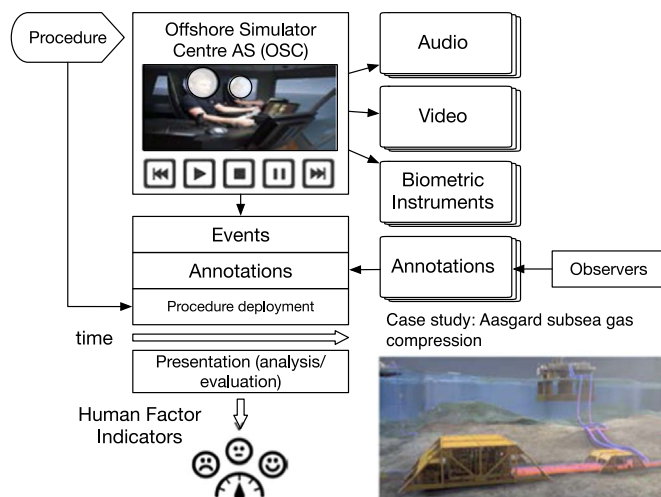 Procedure
Offshore Simulator
Centre AS (OSC)
Audio
Video
Biometric
Instruments
Events
Annotations
Procedure deployment
Annotations
Observers
time
Presentation (analysis/
evaluation)
Case study: Aasgard subsea gas
compression
Human Factor
Indicators